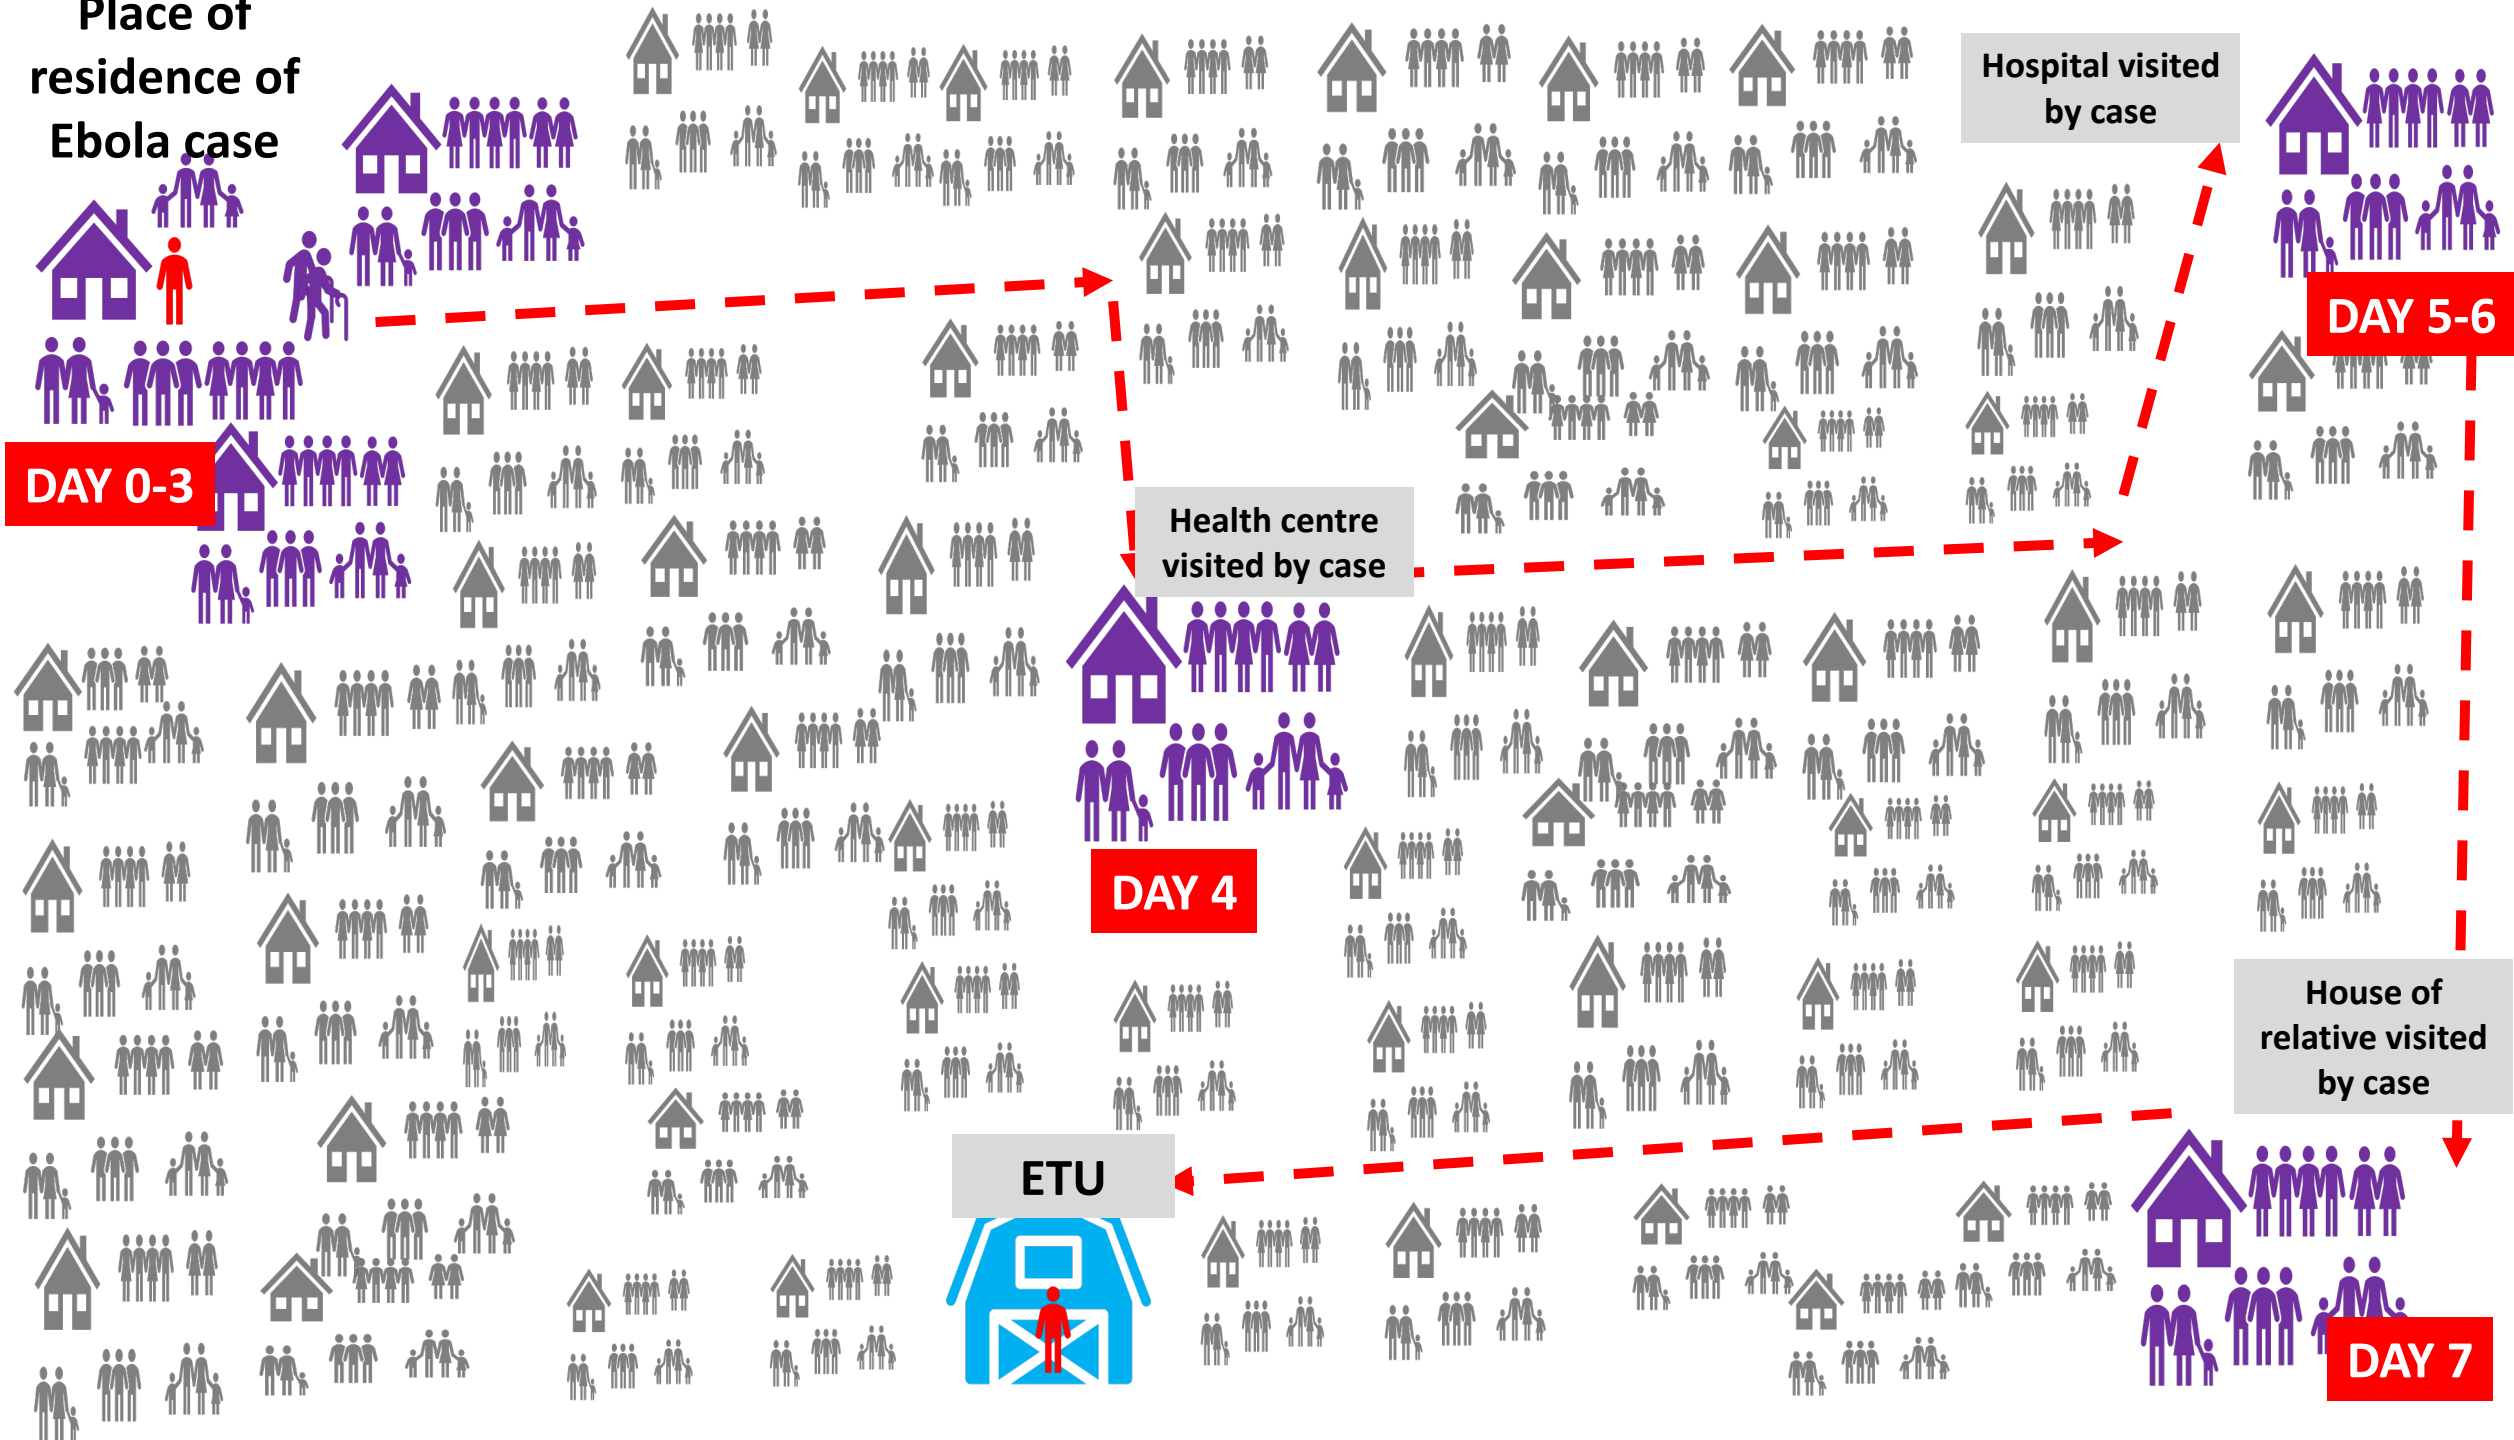 Place of
residence of
Ebola case
Hospital visited
by case
DAY 5-6
DAY 0-3
Health centre
visited by case
DAY 4
House of
relative visited
by case
ETU
DAY 7